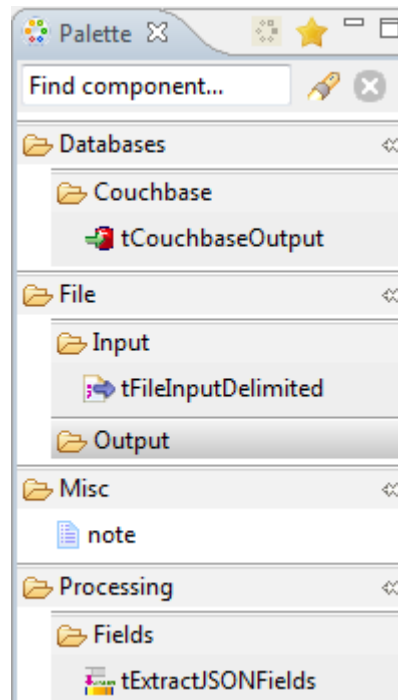 Palette
Find component...
Databases
Couchbase
tCouchbaseOutput
File
Input
tFileInputDelimited
Output
Misc
note
Processing
Fields
tExtractJSONFields